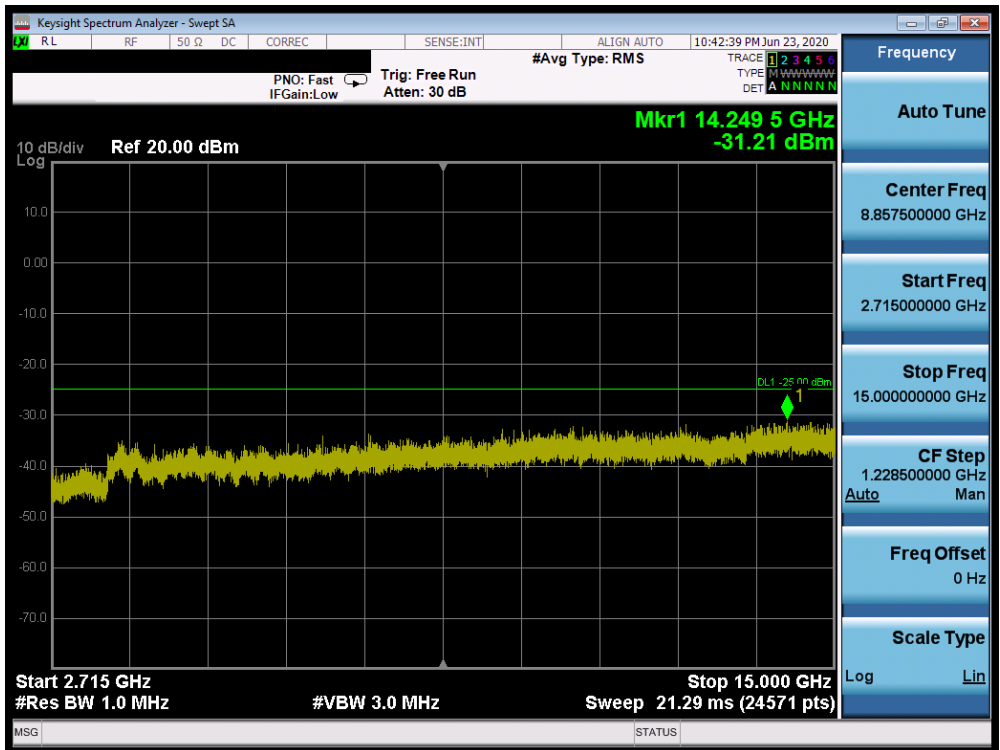 Keysight Spectrum Analyzer - Swept SA
LXI RL RF 50 Ω DC CORREC SENSE:INT ALIGN AUTO 10:42:39 PM Jun 23, 2020
#Avg Type: RMS
TRACE 1 2 3 4 5 6
PNO: Fast Trig: Free Run
TYPE M WWWWW
IFGain:Low Atten: 30 dB
DET A N N N N N
Mkr1 14.249 5 GHz
-31.21 dBm
10 dB/div Ref 20.00 dBm
Log
10.0
0.00
-10.0
-20.0
DL1 -25.00 dBm
1
-30.0
-40.0
-50.0
-60.0
-70.0
Start 2.715 GHz Stop 15.000 GHz
#Res BW 1.0 MHz #VBW 3.0 MHz Sweep 21.29 ms (24571 pts)
MSG STATUS
Frequency
Auto Tune
Center Freq
8.857500000 GHz
Start Freq
2.715000000 GHz
Stop Freq
15.000000000 GHz
CF Step
1.228500000 GHz
Auto Man
Freq Offset
0 Hz
Scale Type
Log Lin